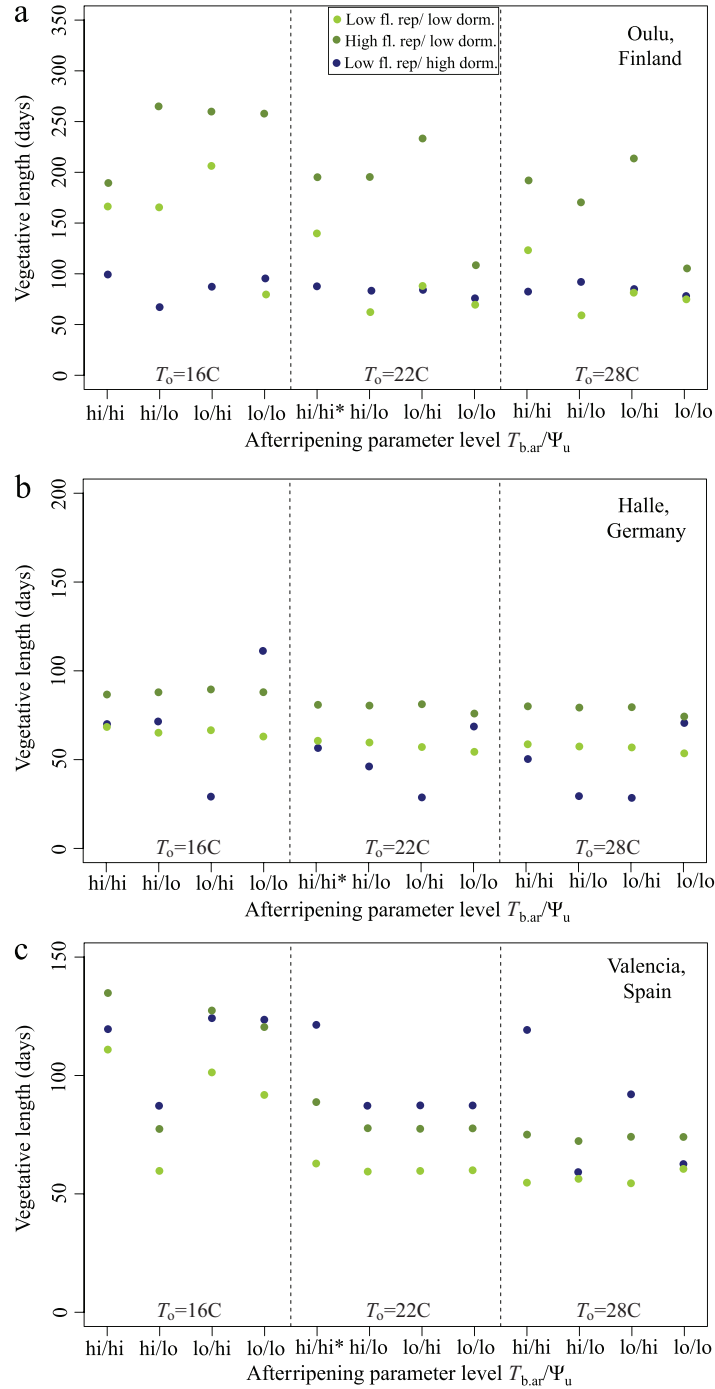 a
Low fl. rep/ low dorm.
High fl. rep/ low dorm.
Low fl. rep/ high dorm.
Oulu,
Finland
Vegetative length (days)
350
300
250
200
150
100
50
0
To=16C
To=22C
To=28C
hi/hi hi/lo lo/hi lo/lo hi/hi* hi/lo lo/hi lo/lo hi/hi hi/lo lo/hi lo/lo
Afterripening parameter level Tb.ar/Ψu
b
Halle,
Germany
Vegetative length (days)
200
150
100
50
0
To=16C
To=22C
To=28C
hi/hi hi/lo lo/hi lo/lo hi/hi* hi/lo lo/hi lo/lo hi/hi hi/lo lo/hi lo/lo
Afterripening parameter level Tb.ar/Ψu
c
Valencia,
Spain
Vegetative length (days)
150
100
50
0
To=16C
To=22C
To=28C
hi/hi hi/lo lo/hi lo/lo hi/hi* hi/lo lo/hi lo/lo hi/hi hi/lo lo/hi lo/lo
Afterripening parameter level Tb.ar/Ψu